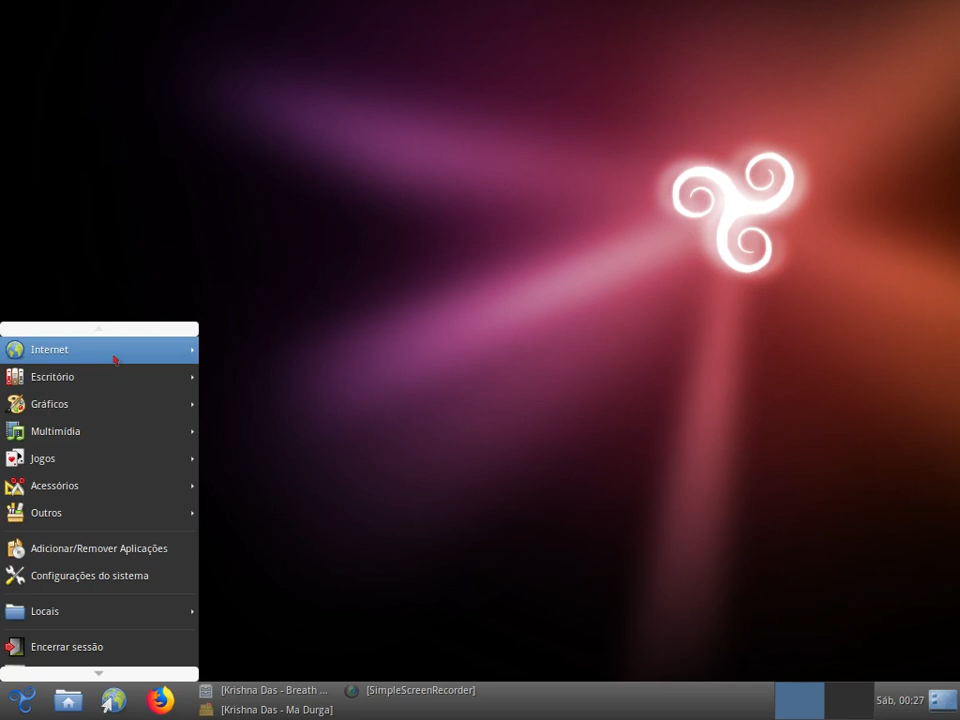 Internet
Escritório
Gráficos
Multimídia
Jogos
Acessórios
Outros
Adicionar/Remover Aplicações
Configurações do sistema
Locais
Encerrar sessão
[Krishna Das - Breath ...
[SimpleScreenRecorder]
[Krishna Das - Ma Durga]
Sáb, 00:27